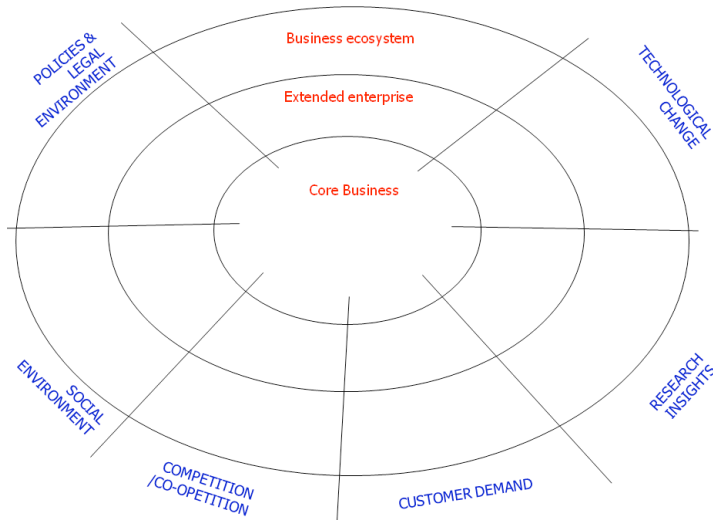 Business ecosystem
Extended enterprise
Core Business
POLICIES &
LEGAL
ENVIRONMENT
TECHNOLOGICAL
CHANGE
SOCIAL
ENVIRONMENT
RESEARCH
INSIGHTS
COMPETITION
/CO-OPETITION
CUSTOMER DEMAND